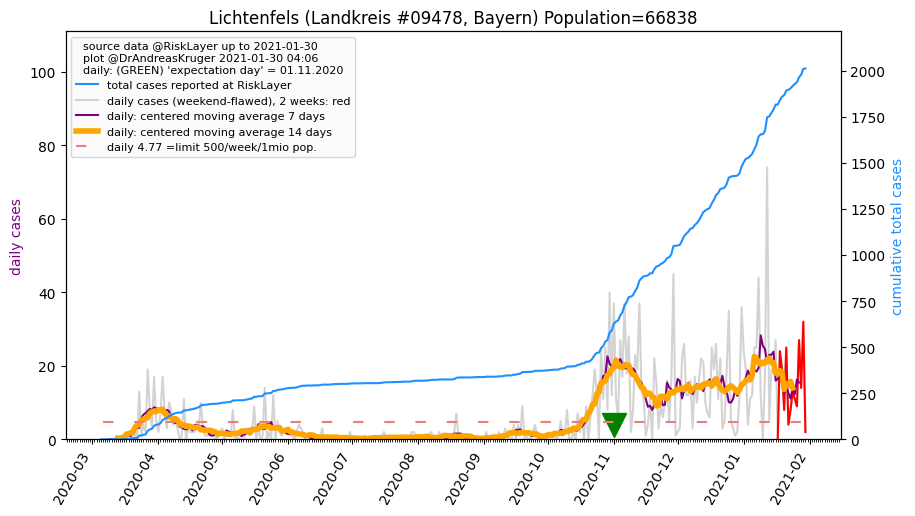 Lichtenfels (Landkreis #09478, Bayern) Population=66838
source data @RiskLayer up to 2021-01-30
plot @DrAndreasKruger 2021-01-30 04:06
daily: (GREEN) 'expectation day' = 01.11.2020
total cases reported at RiskLayer
daily cases (weekend-flawed), 2 weeks: red
daily: centered moving average 7 days
daily: centered moving average 14 days
daily 4.77 =limit 500/week/1mio pop.
daily cases
100
80
60
40
20
0
cumulative total cases
2000
1750
1500
1250
1000
750
500
250
0
2020-03
2020-04
2020-05
2020-06
2020-07
2020-08
2020-09
2020-10
2020-11
2020-12
2021-01
2021-02